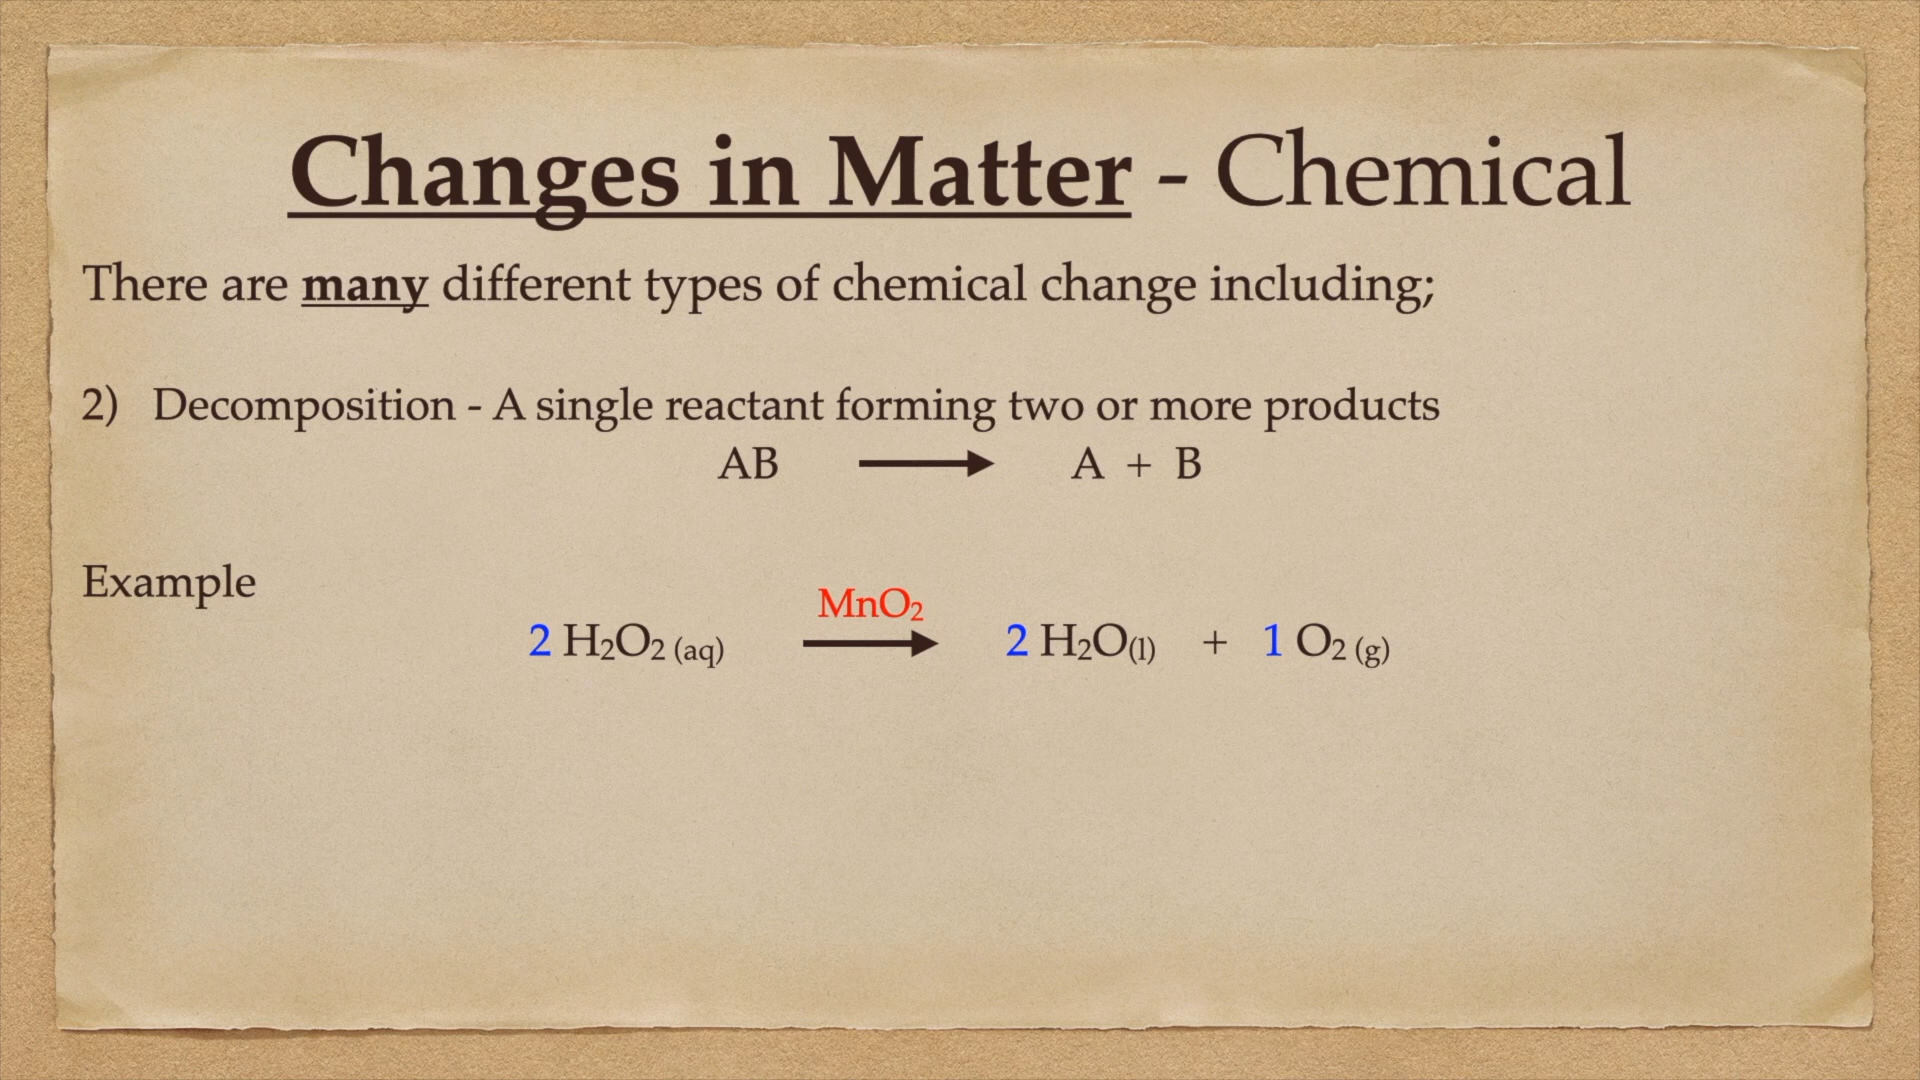 Changes in Matter - Chemical
There are many different types of chemical change including;
2) Decomposition - A single reactant forming two or more products
AB ⟶ A + B
Example
MnO₂
2 H₂O₂ (aq) ⟶ 2 H₂O(l) + 1 O₂ (g)